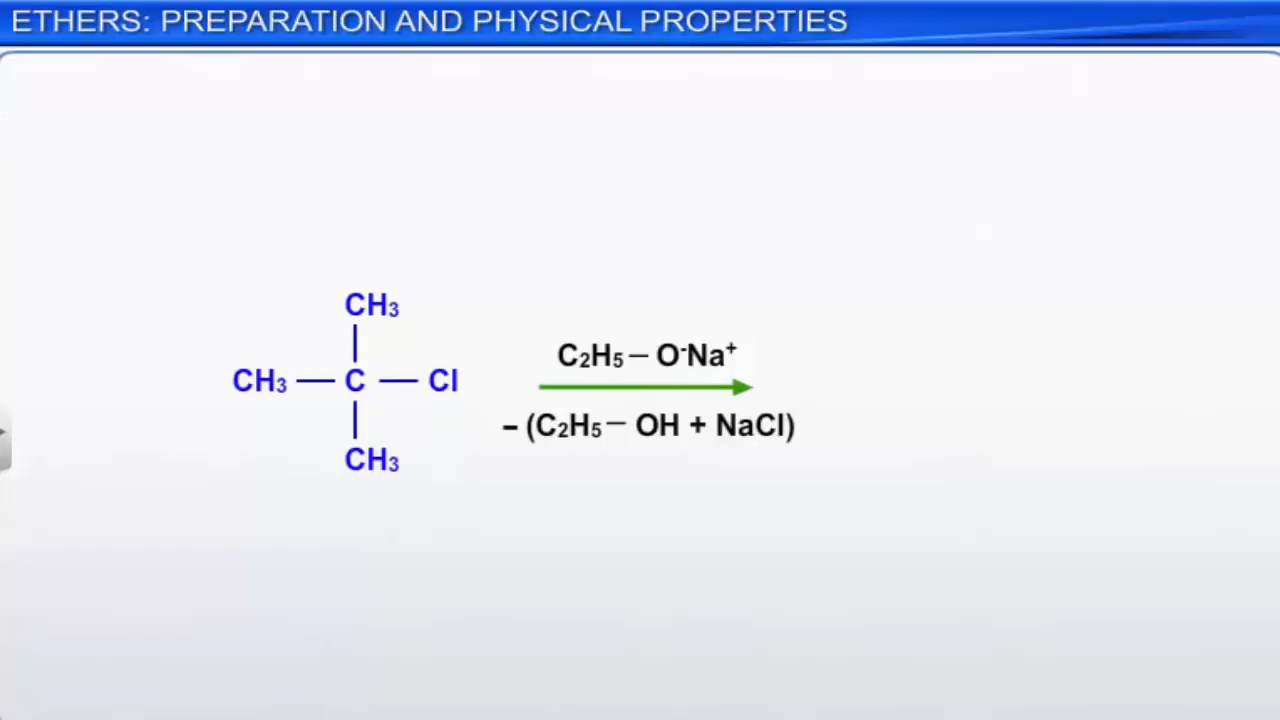 ETHERS: PREPARATION AND PHYSICAL PROPERTIES
CH₃
C₂H₅ — O⁻Na⁺
CH₃ — C — Cl
– (C₂H₅ — OH + NaCl)
CH₃